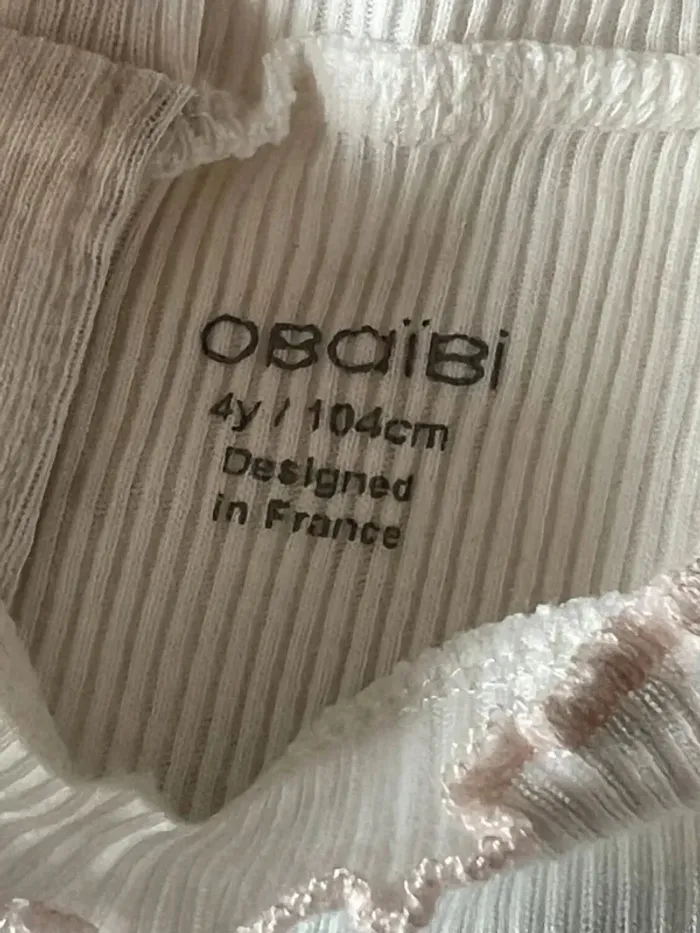 OBaïBi
4y / 104cm
Designed
in France